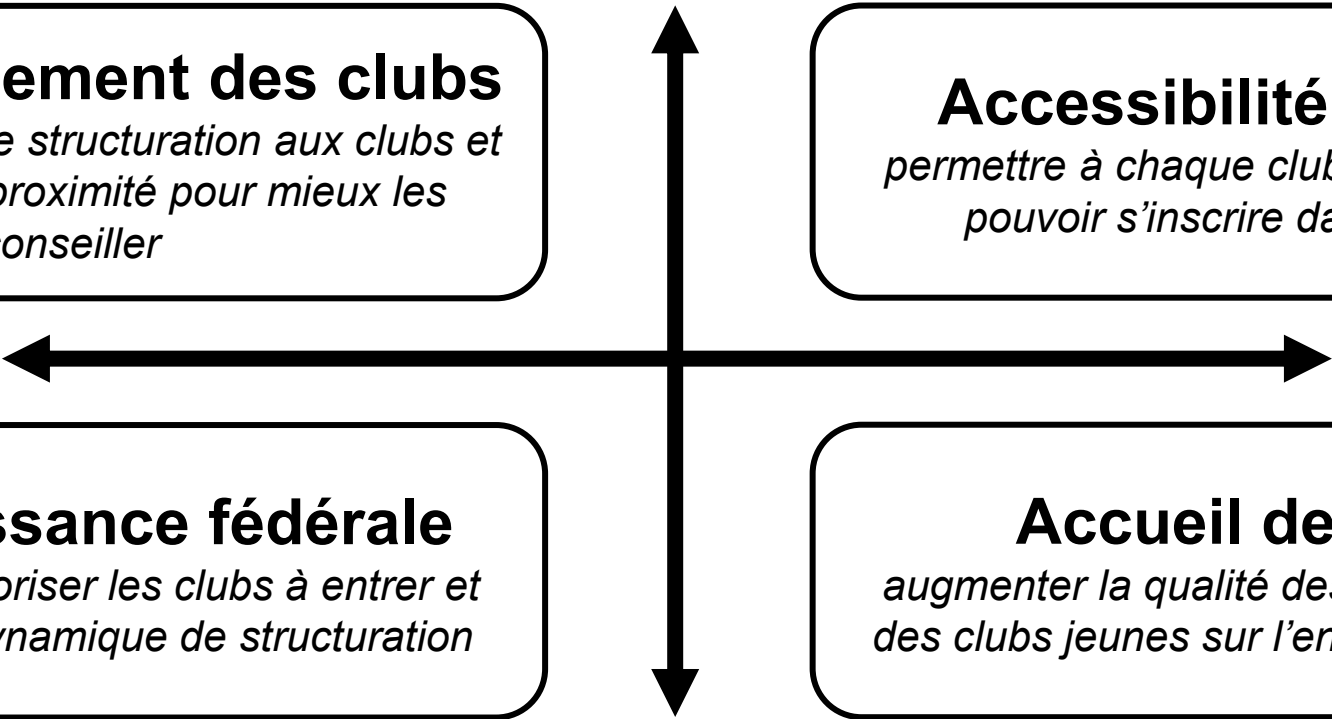 ement des clubs
e structuration aux clubs et
proximité pour mieux les
conseiller
Accessibilité
permettre à chaque club
pouvoir s'inscrire da
ssance fédérale
oriser les clubs à entrer et
ynamique de structuration
Accueil de
augmenter la qualité des
des clubs jeunes sur l'en